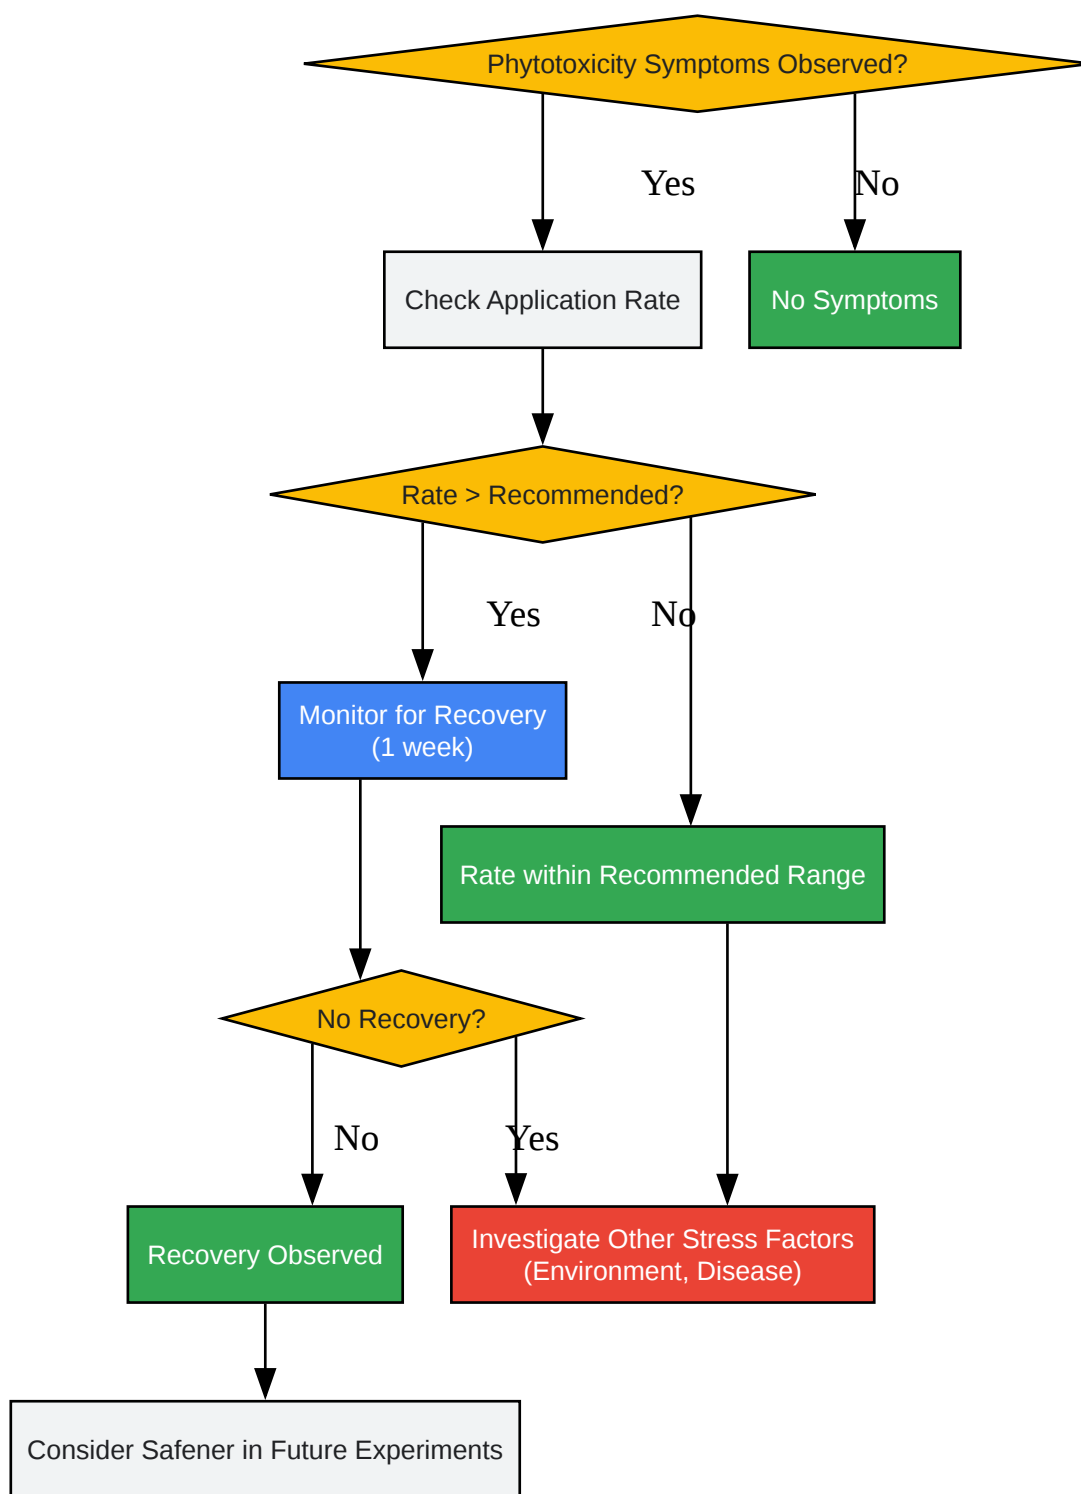 Phytotoxicity Symptoms Observed?
Yes
No
Check Application Rate
No Symptoms
Rate > Recommended?
Yes
No
Monitor for Recovery
(1 week)
Rate within Recommended Range
No Recovery?
No
Yes
Recovery Observed
Investigate Other Stress Factors
(Environment, Disease)
Consider Safener in Future Experiments